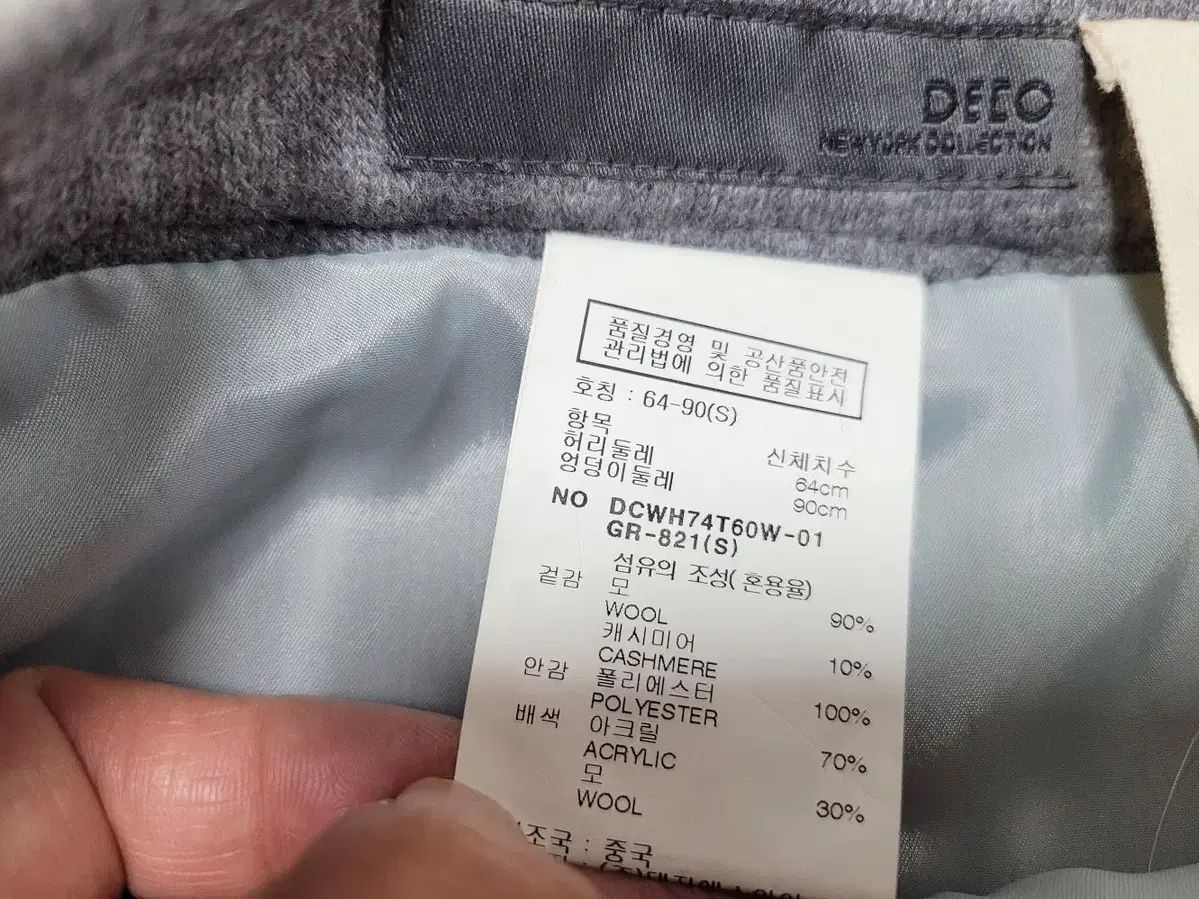 DECO
NEWYORK COLLECTION
품질경영 및 공산품안전
관리법에 의한 품질표시
호칭 : 64-90(S)
항목 신체치수
허리둘레 64cm
엉덩이둘레 90cm
NO DCWH74T60W-01
GR-821(S)
섬유의 조성(혼용율)
겉감 모
WOOL 90%
캐시미어
CASHMERE 10%
안감 폴리에스터
POLYESTER 100%
배색 아크릴
ACRYLIC 70%
모
WOOL 30%
조국 : 중국